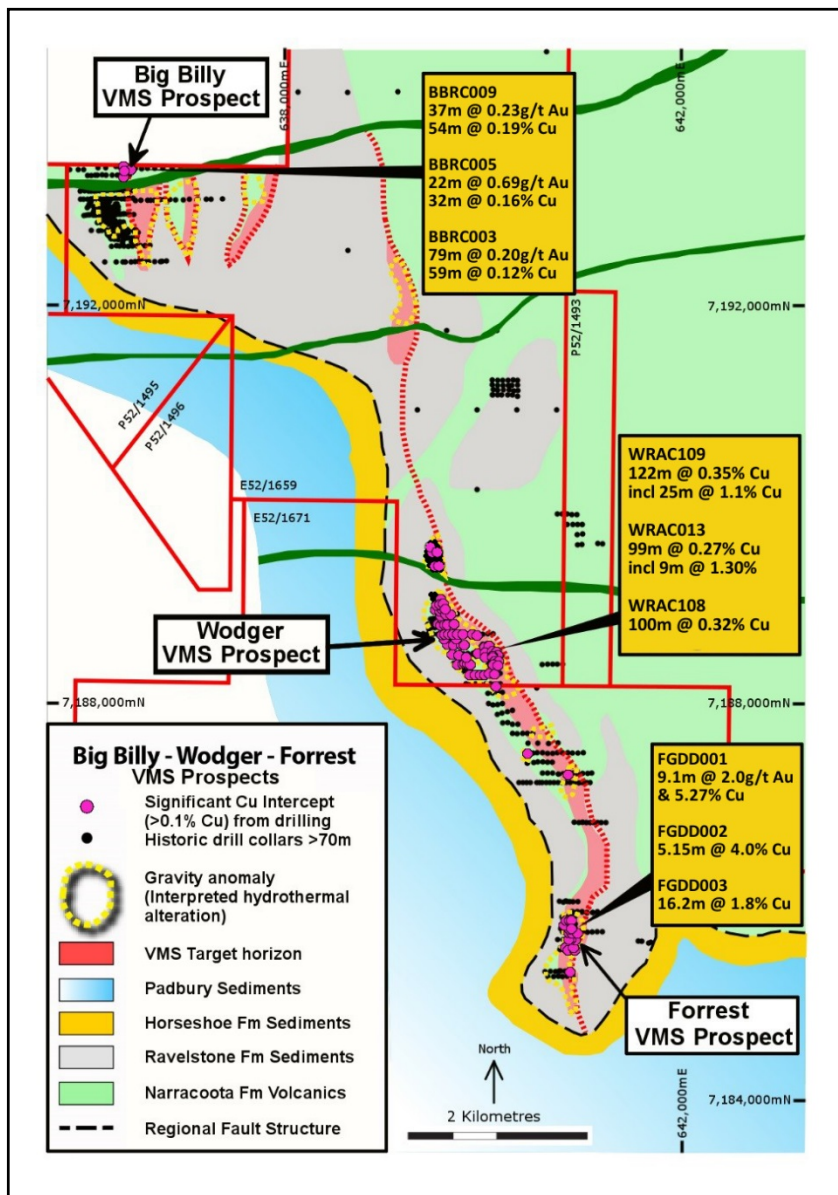 Big Billy
VMS Prospect
638,000mE
642,000mE
BBRC009
37m @ 0.23g/t Au
54m @ 0.19% Cu
BBRC005
22m @ 0.69g/t Au
32m @ 0.16% Cu
BBRC003
79m @ 0.20g/t Au
59m @ 0.12% Cu
7,192,000mN
7,192,000mN
P52/1493
P52/1495
P52/1496
E52/1659
E52/1671
WRAC109
122m @ 0.35% Cu
incl 25m @ 1.1% Cu
WRAC013
99m @ 0.27% Cu
incl 9m @ 1.30%
WRAC108
100m @ 0.32% Cu
Wodger
VMS Prospect
7,188,000mN
7,188,000mN
FGDD001
9.1m @ 2.0g/t Au
& 5.27% Cu
FGDD002
5.15m @ 4.0% Cu
FGDD003
16.2m @ 1.8% Cu
Forrest
VMS Prospect
Big Billy - Wodger - Forrest
VMS Prospects
Significant Cu Intercept
(>0.1% Cu) from drilling
Historic drill collars >70m
Gravity anomaly
(Interpreted hydrothermal
alteration)
VMS Target horizon
Padbury Sediments
Horseshoe Fm Sediments
Ravelstone Fm Sediments
Narracoota Fm Volcanics
Regional Fault Structure
North
2 Kilometres
7,184,000mN
642,000mE